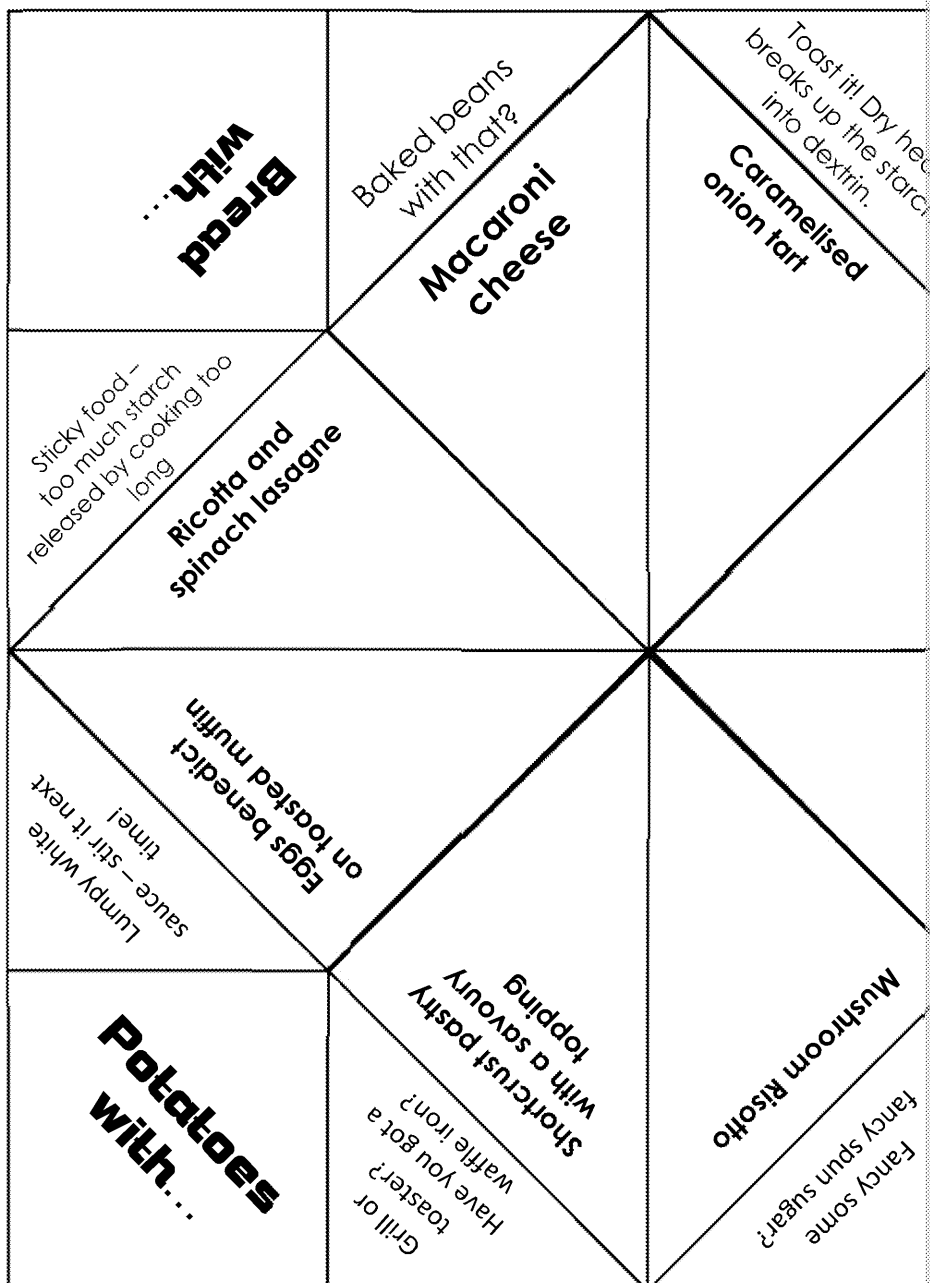 Bread
with...
Baked beans
with that?
Macaroni
cheese
Toast it! Dry
breaks up the
into dextrin.
Caramelised
onion tart
Sticky food –
too much starch
released by cooking too
long
Ricotta and
spinach lasagne
Eggs benedict
on toasted muffin
Lumpy white
sauce – stir it next
time!
Potatoes
with...
Shortcrust pastry
with a savoury
topping
Grill or
toaster?
Have you got a
waffle iron?
Mushroom Risotto
Fancy some
fancy spun sugar?